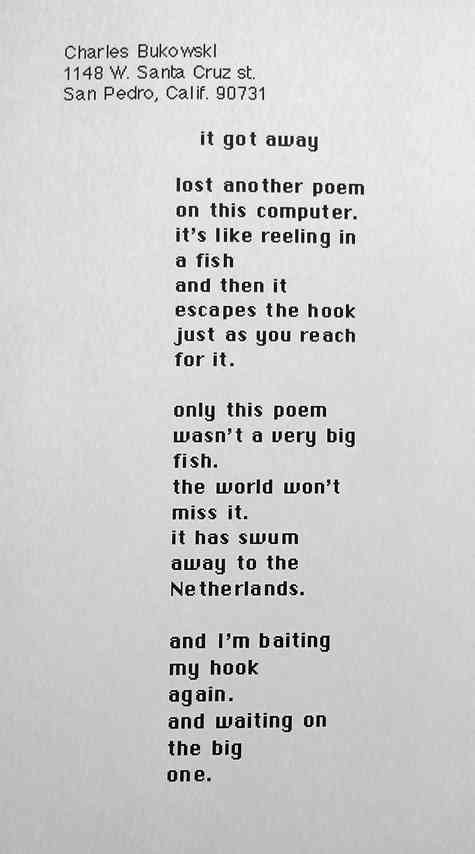 Charles Bukowski
1148 W. Santa Cruz st.
San Pedro, Calif. 90731
it got away
lost another poem
on this computer.
it's like reeling in
a fish
and then it
escapes the hook
just as you reach
for it.
only this poem
wasn't a very big
fish.
the world won't
miss it.
it has swum
away to the
Netherlands.
and I'm baiting
my hook
again.
and waiting on
the big
one.